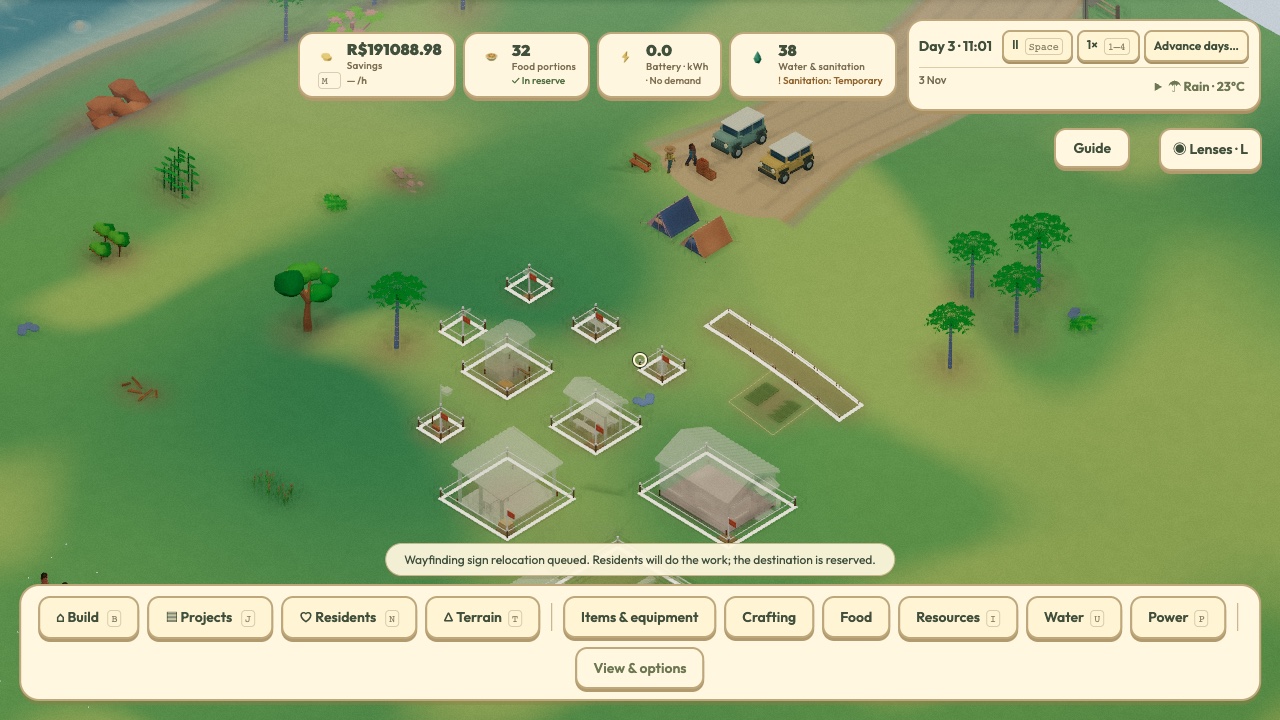 R$191088.98
Savings
M — /h
32
Food portions
✓ In reserve
0.0
Battery · kWh
· No demand
38
Water & sanitation
! Sanitation: Temporary
Day 3 · 11:01
II Space
1× 1–4
Advance days...
3 Nov
▶ ☂ Rain · 23°C
Guide
◉ Lenses · L
Wayfinding sign relocation queued. Residents will do the work; the destination is reserved.
⌂ Build B
▤ Projects J
♡ Residents N
△ Terrain T
Items & equipment
Crafting
Food
Resources I
Water U
Power P
View & options